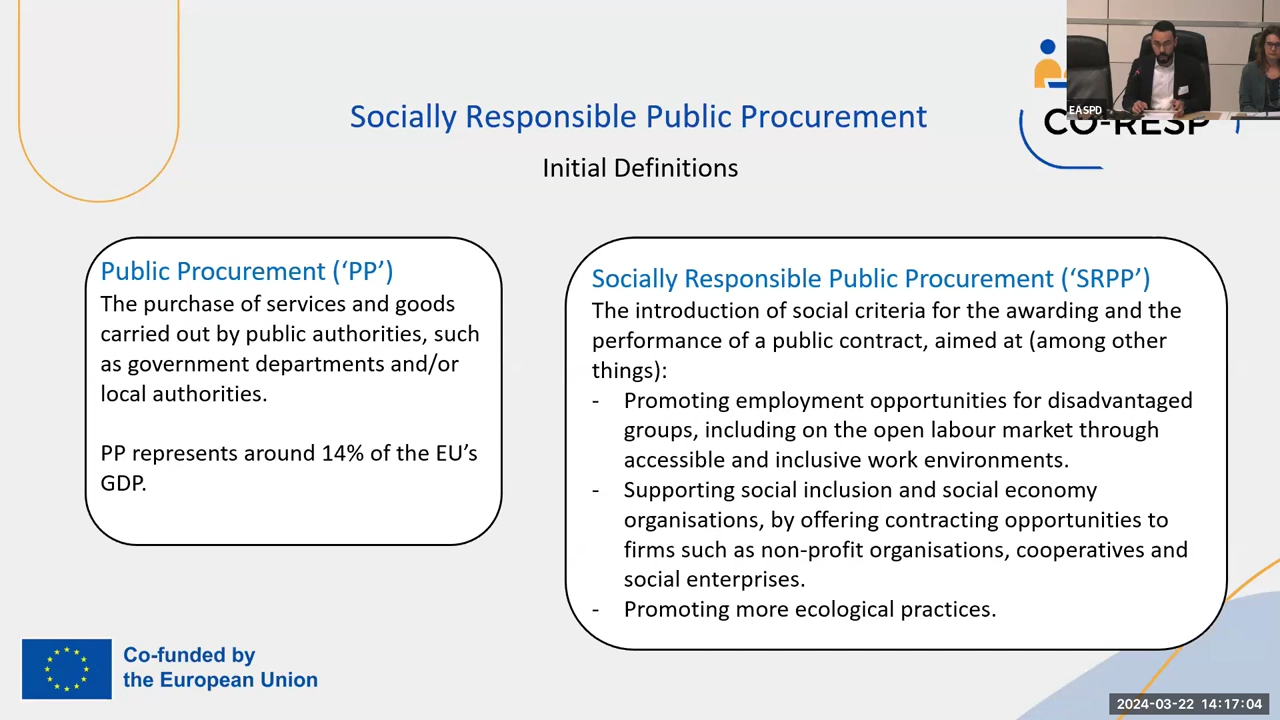 EASPD
CO-RESP
Socially Responsible Public Procurement
Initial Definitions
Public Procurement (‘PP’)
The purchase of services and goods
carried out by public authorities, such
as government departments and/or
local authorities.
PP represents around 14% of the EU’s
GDP.
Socially Responsible Public Procurement (‘SRPP’)
The introduction of social criteria for the awarding and the
performance of a public contract, aimed at (among other
things):
- Promoting employment opportunities for disadvantaged
groups, including on the open labour market through
accessible and inclusive work environments.
- Supporting social inclusion and social economy
organisations, by offering contracting opportunities to
firms such as non-profit organisations, cooperatives and
social enterprises.
- Promoting more ecological practices.
Co-funded by
the European Union
2024-03-22 14:17:04